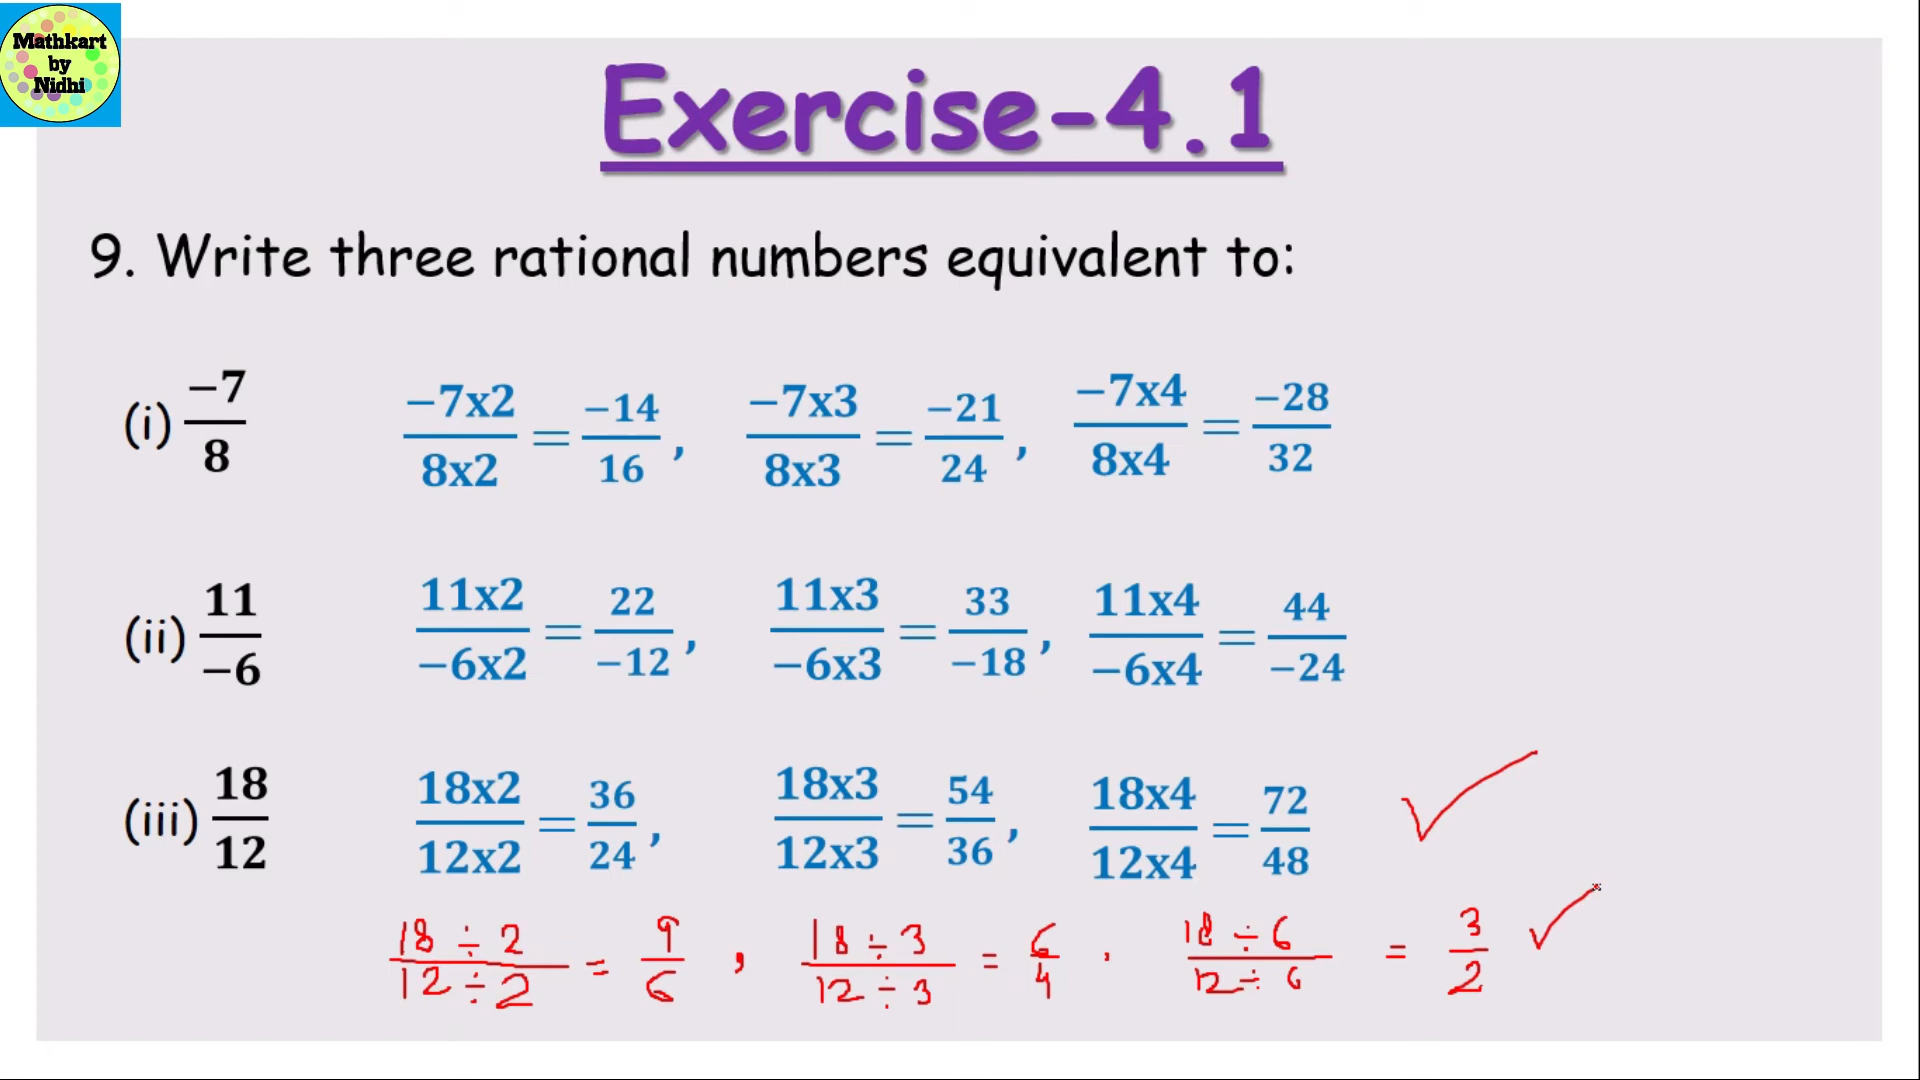 Mathkart
by
Nidhi
Exercise-4.1
9. Write three rational numbers equivalent to:
(i) −7/8 −7x2/8x2 = −14/16 , −7x3/8x3 = −21/24 , −7x4/8x4 = −28/32
(ii) 11/−6 11x2/−6x2 = 22/−12 , 11x3/−6x3 = 33/−18 , 11x4/−6x4 = 44/−24
(iii) 18/12 18x2/12x2 = 36/24 , 18x3/12x3 = 54/36 , 18x4/12x4 = 72/48
18 ÷ 2/12 ÷ 2 = 9/6 , 18 ÷ 3/12 ÷ 3 = 6/4 , 18 ÷ 6/12 ÷ 6 = 3/2